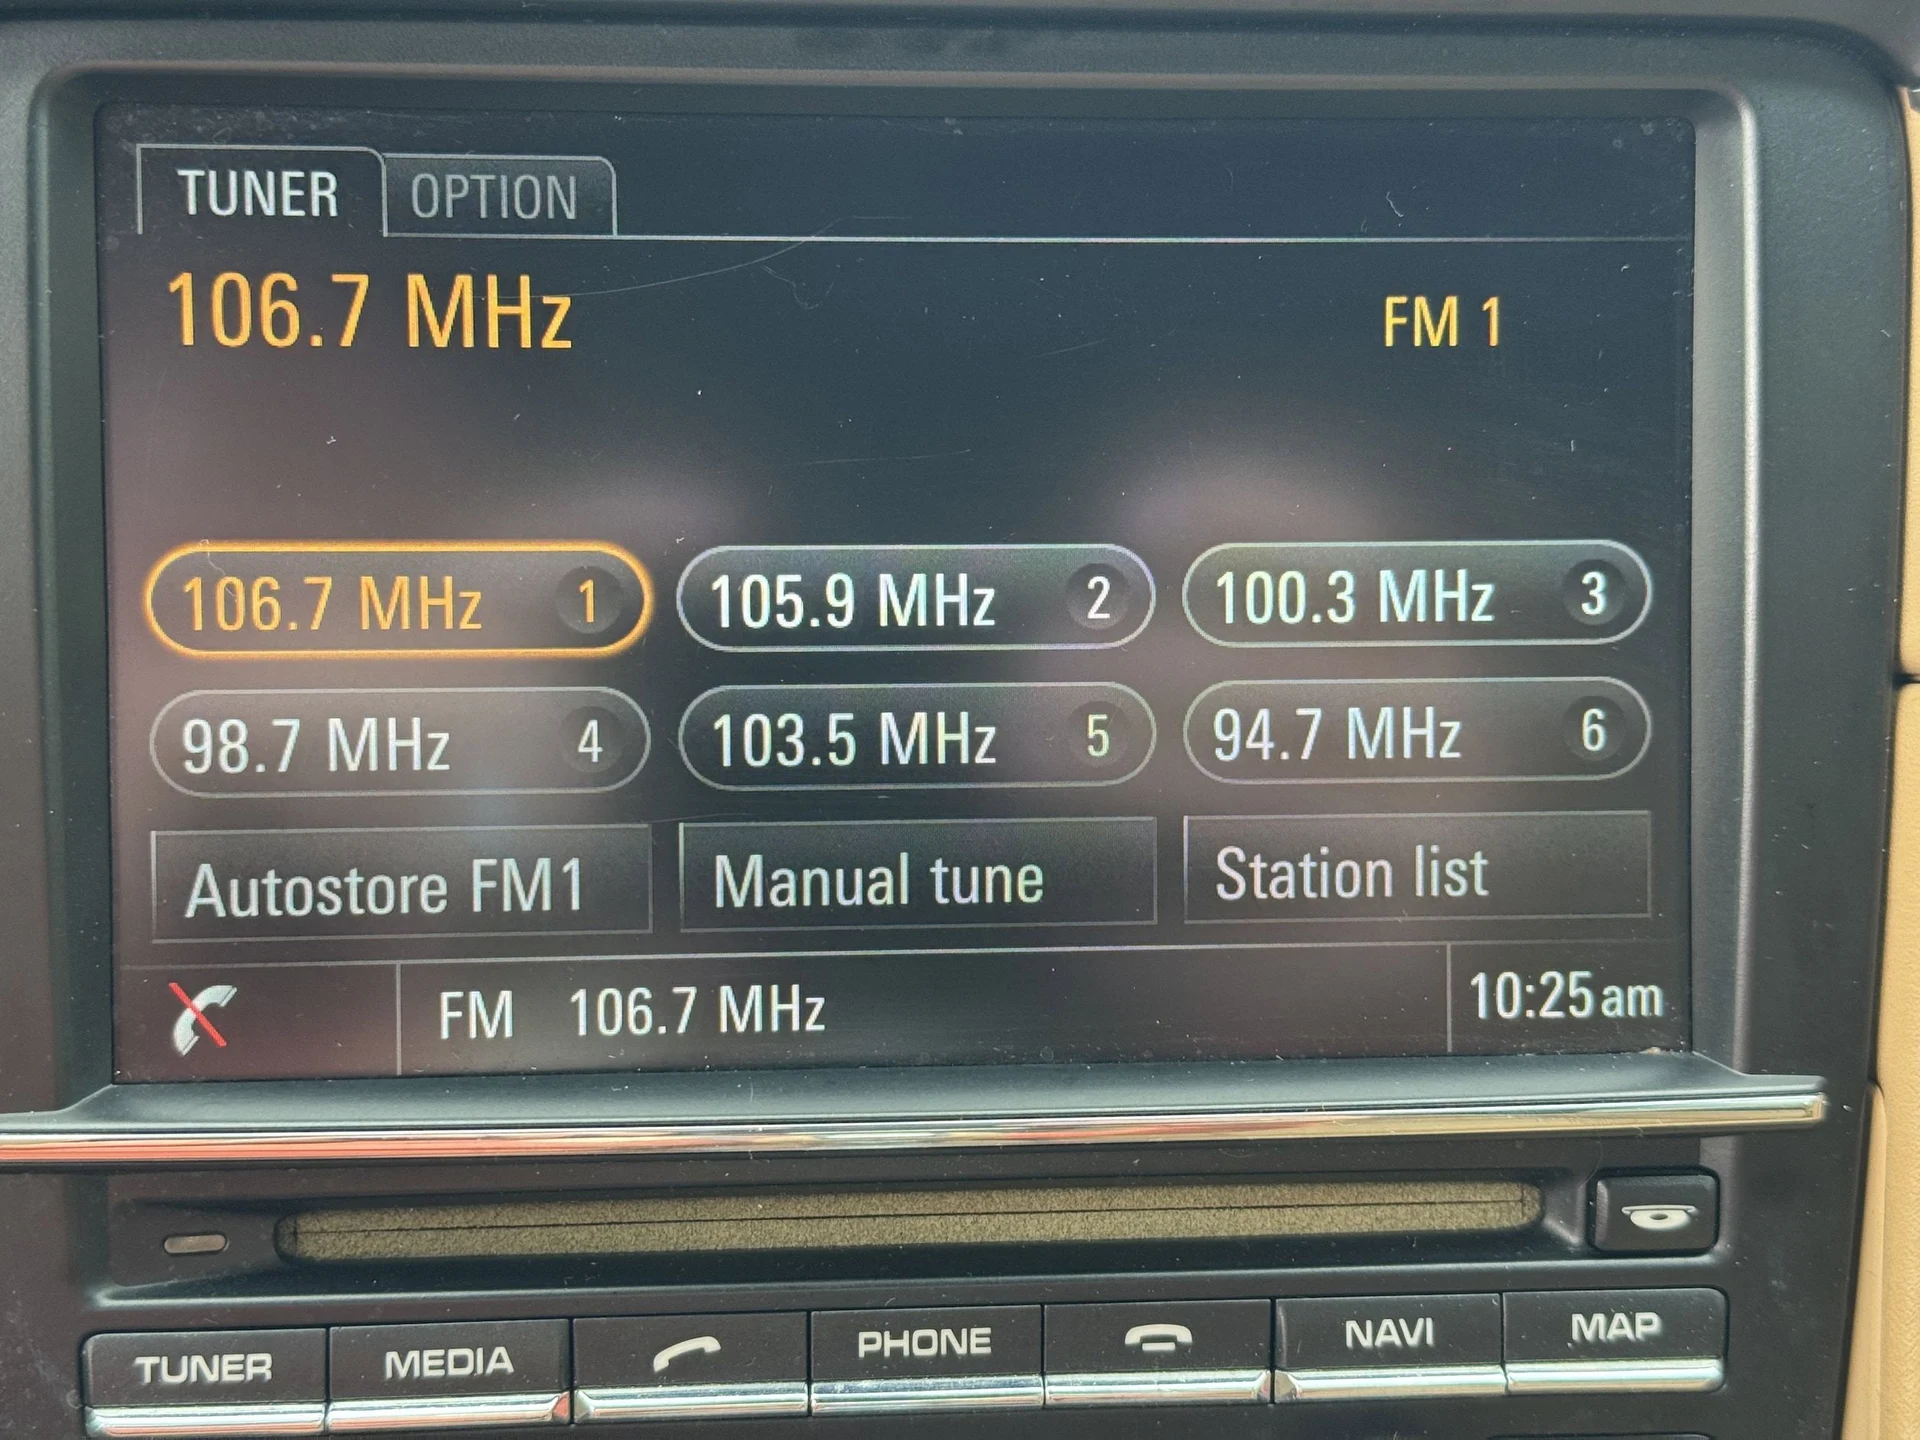 TUNER OPTION
106.7 MHz FM 1
106.7 MHz 1 105.9 MHz 2 100.3 MHz 3
98.7 MHz 4 103.5 MHz 5 94.7 MHz 6
Autostore FM1 Manual tune Station list
FM 106.7 MHz 10:25am
TUNER MEDIA PHONE NAVI MAP